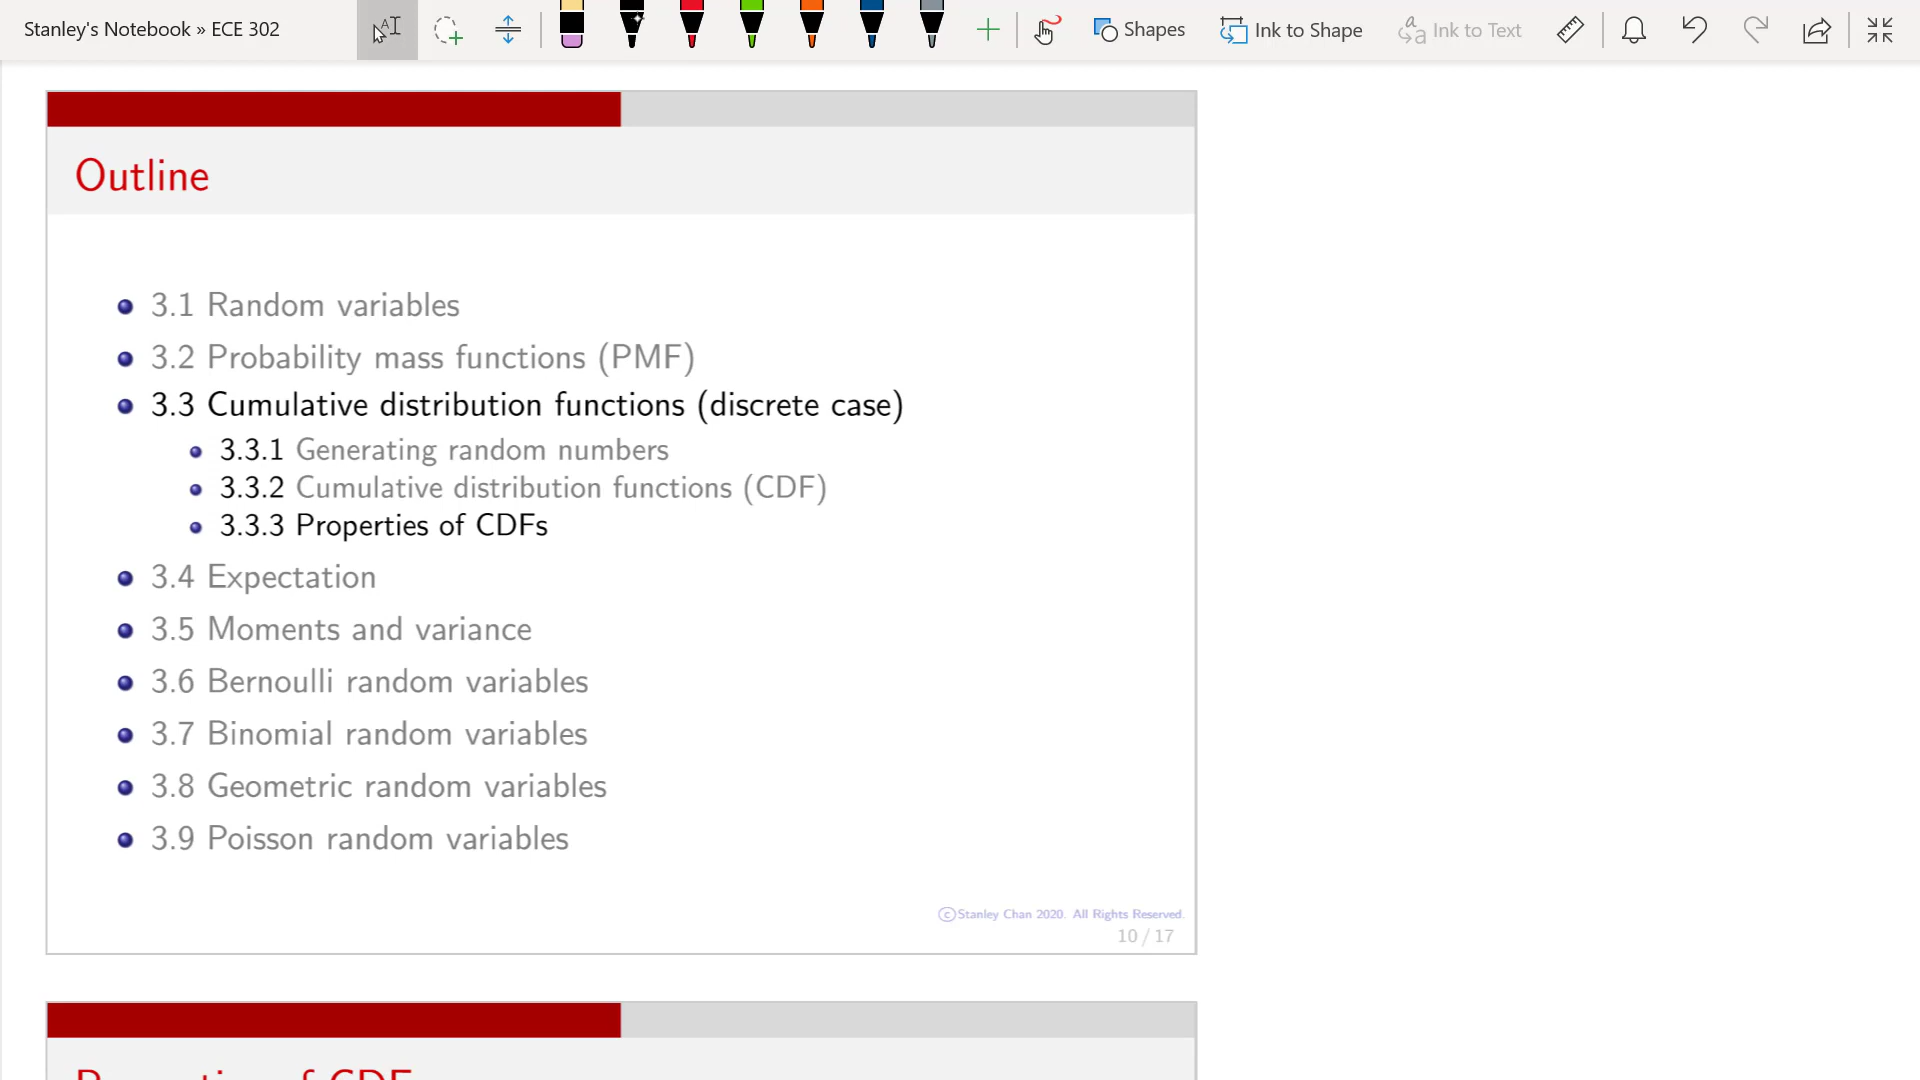 Stanley's Notebook » ECE 302
Shapes
Ink to Shape
Ink to Text
Outline
3.1 Random variables
3.2 Probability mass functions (PMF)
3.3 Cumulative distribution functions (discrete case)
3.3.1 Generating random numbers
3.3.2 Cumulative distribution functions (CDF)
3.3.3 Properties of CDFs
3.4 Expectation
3.5 Moments and variance
3.6 Bernoulli random variables
3.7 Binomial random variables
3.8 Geometric random variables
3.9 Poisson random variables
©Stanley Chan 2020. All Rights Reserved.
10 / 17